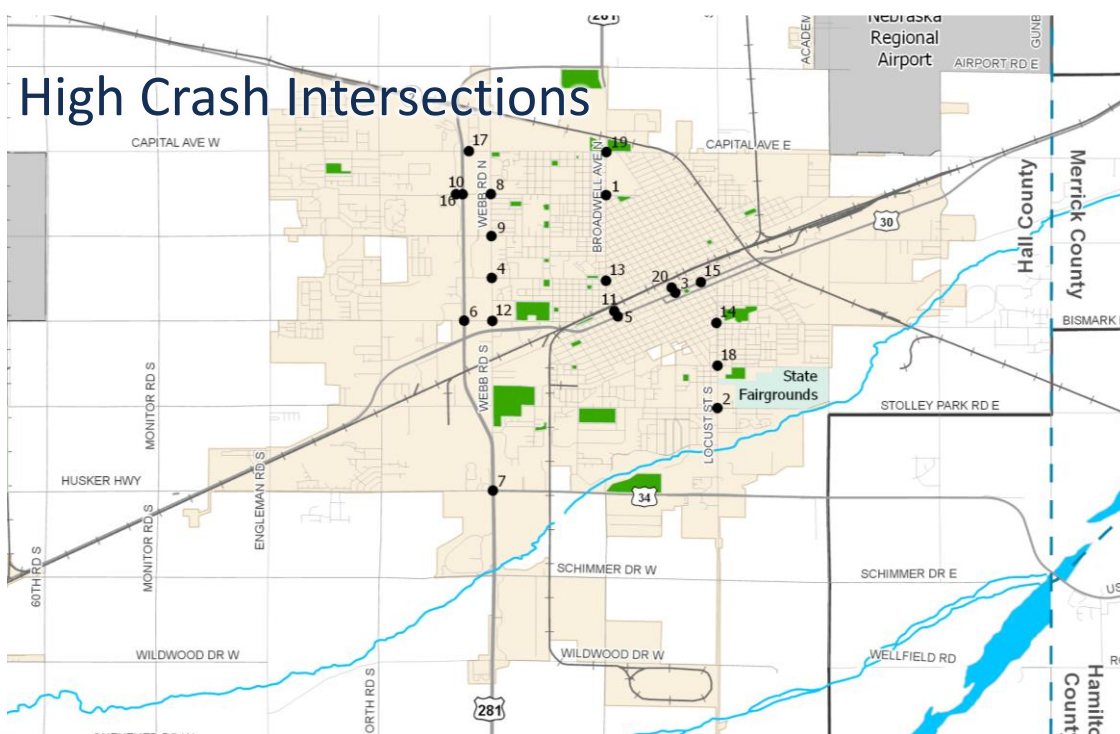 High Crash Intersections
281
ACADEM
Nebraska
Regional
Airport
GUNB
AIRPORT RD E
CAPITAL AVE W
CAPITAL AVE E
17
19
10
16
8
1
WEBB RD N
BROADWELL AVE N
9
4
13
20
3
15
11
5
6
12
14
18
2
7
30
Hall County
Merrick County
BISMARK
State
Fairgrounds
STOLLEY PARK RD E
MONITOR RD S
WEBB RD S
LOCUST ST S
HUSKER HWY
ENGLEMAN RD S
34
60TH RD S
MONITOR RD S
SCHIMMER DR W
SCHIMMER DR E
US
WILDWOOD DR W
WILDWOOD DR W
WELLFIELD RD
ORTH RD S
281
Hamilto
County